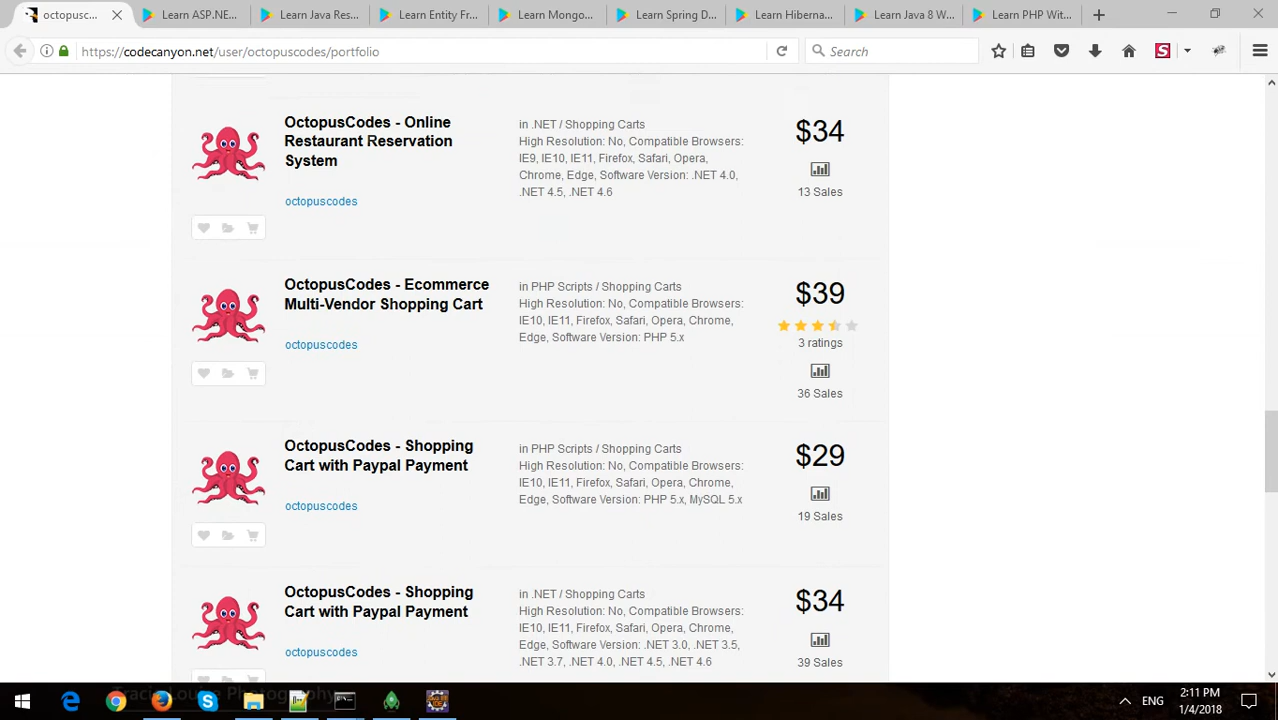 octopusc...
Learn ASP.NE...
Learn Java Res...
Learn Entity Fr...
Learn Mongo...
Learn Spring D...
Learn Hiberna...
Learn Java 8 W...
Learn PHP Wit...
https://codecanyon.net/user/octopuscodes/portfolio
Search
OctopusCodes - Online
Restaurant Reservation
System
octopuscodes
in .NET / Shopping Carts
High Resolution: No, Compatible Browsers:
IE9, IE10, IE11, Firefox, Safari, Opera,
Chrome, Edge, Software Version: .NET 4.0,
.NET 4.5, .NET 4.6
$34
13 Sales
OctopusCodes - Ecommerce
Multi-Vendor Shopping Cart
octopuscodes
in PHP Scripts / Shopping Carts
High Resolution: No, Compatible Browsers:
IE10, IE11, Firefox, Safari, Opera, Chrome,
Edge, Software Version: PHP 5.x
$39
3 ratings
36 Sales
OctopusCodes - Shopping
Cart with Paypal Payment
octopuscodes
in PHP Scripts / Shopping Carts
High Resolution: No, Compatible Browsers:
IE10, IE11, Firefox, Safari, Opera, Chrome,
Edge, Software Version: PHP 5.x, MySQL 5.x
$29
19 Sales
OctopusCodes - Shopping
Cart with Paypal Payment
octopuscodes
in .NET / Shopping Carts
High Resolution: No, Compatible Browsers:
IE10, IE11, Firefox, Safari, Opera, Chrome,
Edge, Software Version: .NET 3.0, .NET 3.5,
.NET 3.7, .NET 4.0, .NET 4.5, .NET 4.6
$34
39 Sales
Photography
ENG
2:11 PM
1/4/2018